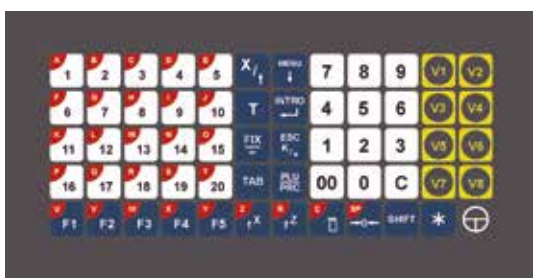 A 1 B 2 C 3 D 4 E 5 X/↑ MENU ↓ 7 8 9 V1 V2
F 6 G 7 H 8 I 9 J 10 T INTRO 4 5 6 V3 V4
K 11 L 12 M 13 N 14 O 15 FIX ESC 1 2 3 V5 V6
P 16 Q 17 R 18 S 19 T 20 TAB PLU PRC 00 0 C V7 V8
F1 F2 F3 F4 F5 ↑X ↑Z SP →0← SHIFT *